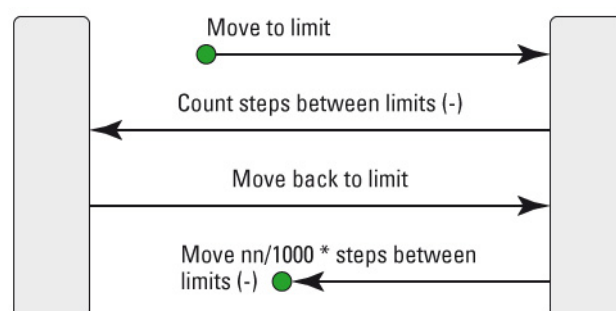 Move to limit
Count steps between limits (-)
Move back to limit
Move nn/1000 * steps between
limits (-)